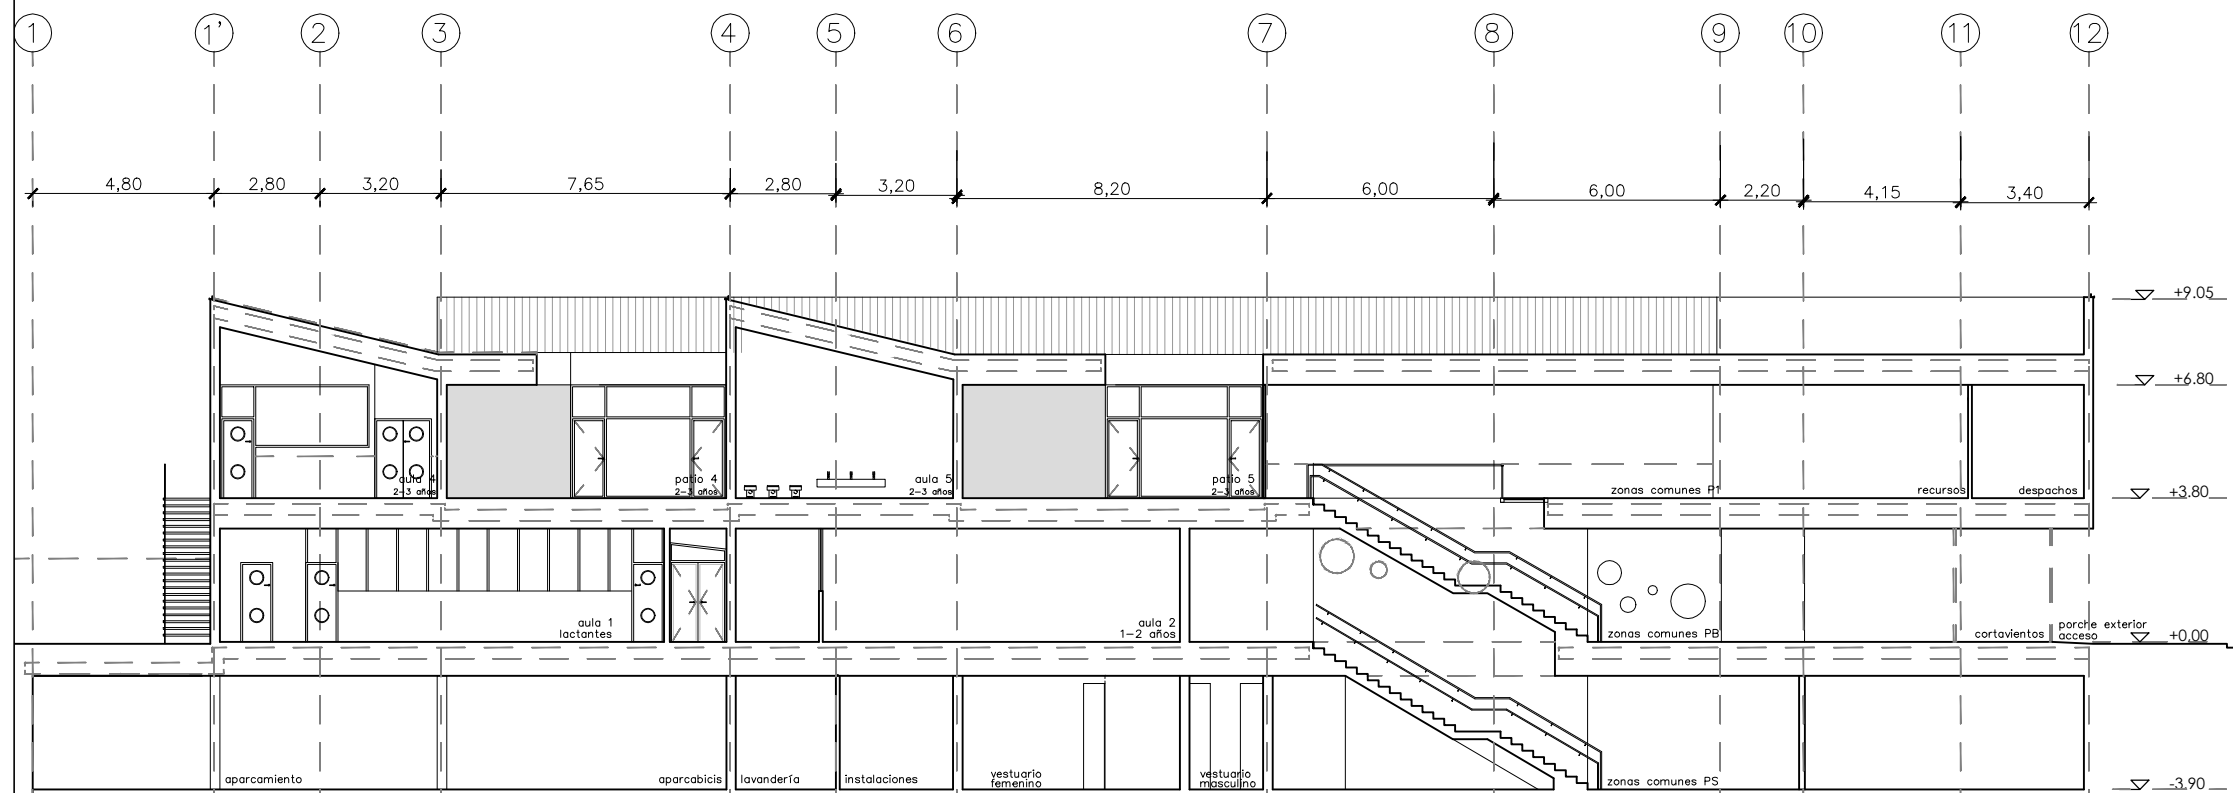 1 1' 2 3 4 5 6 7 8 9 10 11 12
4,80 2,80 3,20 7,65 2,80 3,20 8,20 6,00 6,00 2,20 4,15 3,40
+9.05
+6.80
aula 4
2-3 años
patio 4
2-3 años
aula 5
2-3 años
patio 5
2-3 años
zonas comunes P1
recursos
despachos
+3.80
aula 1
lactantes
aula 2
1-2 años
zonas comunes PB
cortavientos
porche exterior
acceso
+0.00
aparcamiento
aparcabicis
lavandería
instalaciones
vestuario
femenino
vestuario
masculino
zonas comunes PS
-3.90